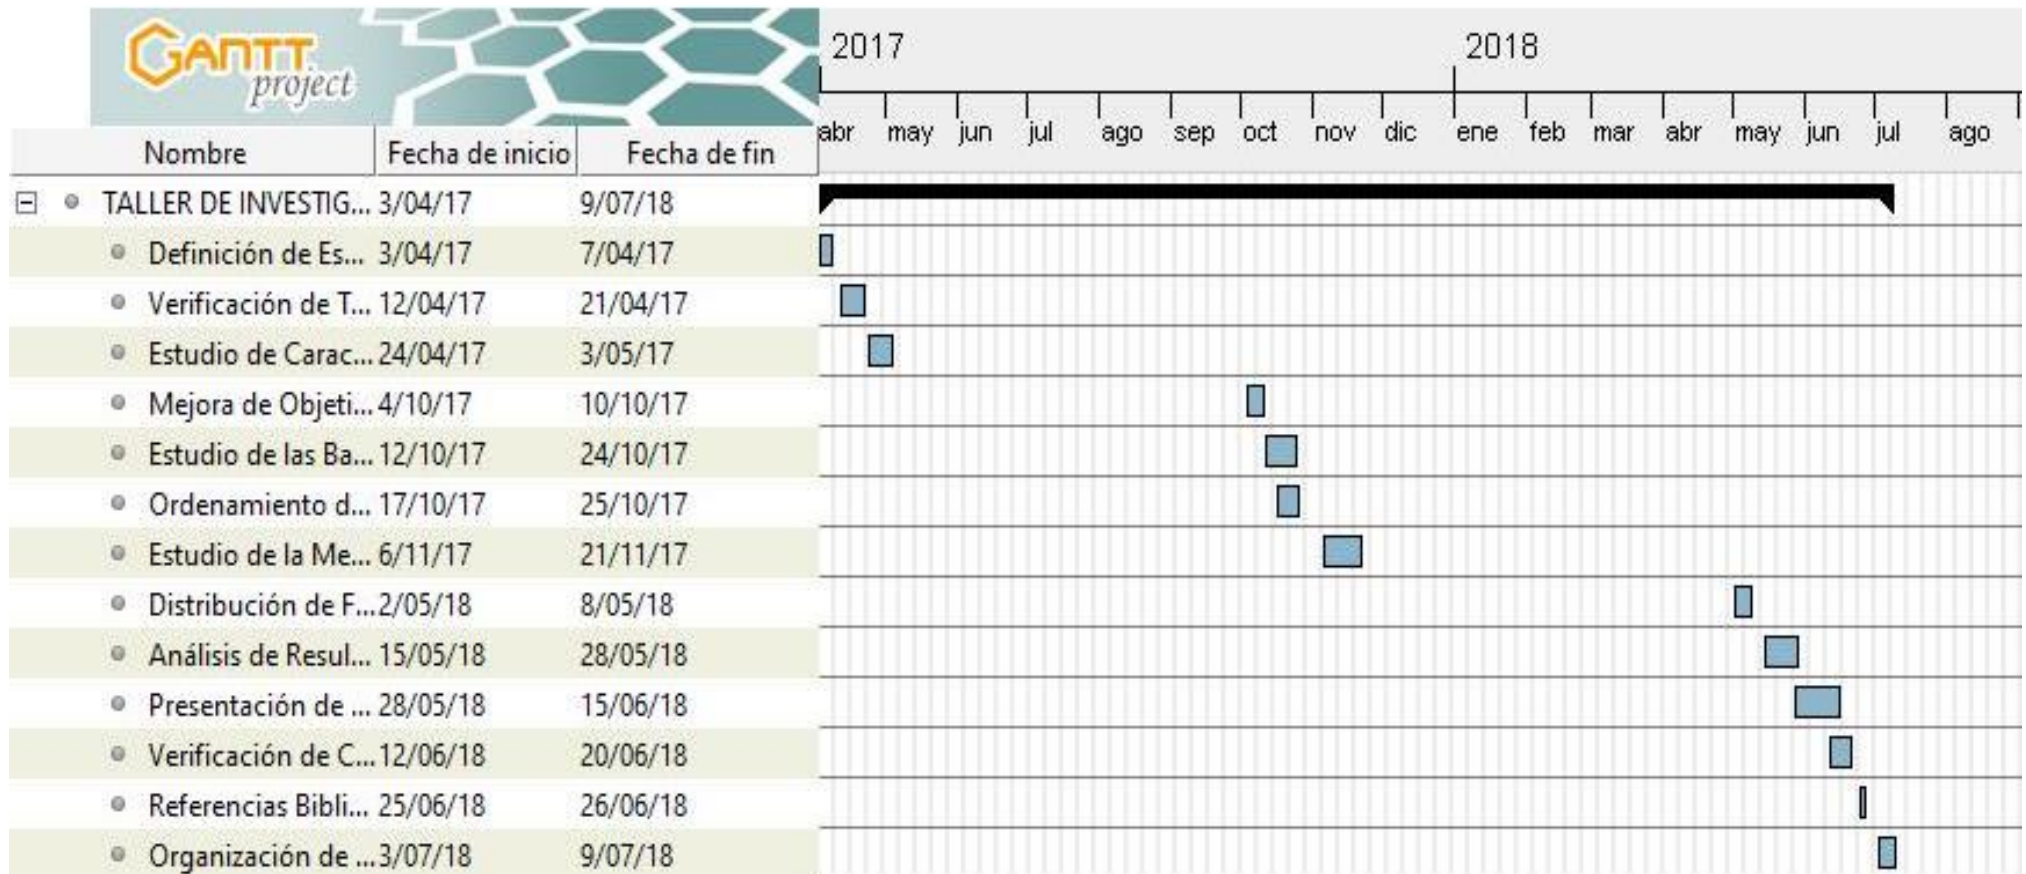 GANTT
project
2017 2018
abr may jun jul ago sep oct nov dic ene feb mar abr may jun jul ago
Nombre Fecha de inicio Fecha de fin
TALLER DE INVESTIG... 3/04/17 9/07/18
Definición de Es... 3/04/17 7/04/17
Verificación de T... 12/04/17 21/04/17
Estudio de Carac... 24/04/17 3/05/17
Mejora de Objeti... 4/10/17 10/10/17
Estudio de las Ba... 12/10/17 24/10/17
Ordenamiento d... 17/10/17 25/10/17
Estudio de la Me... 6/11/17 21/11/17
Distribución de F... 2/05/18 8/05/18
Análisis de Resul... 15/05/18 28/05/18
Presentación de ... 28/05/18 15/06/18
Verificación de C... 12/06/18 20/06/18
Referencias Bibli... 25/06/18 26/06/18
Organización de ... 3/07/18 9/07/18